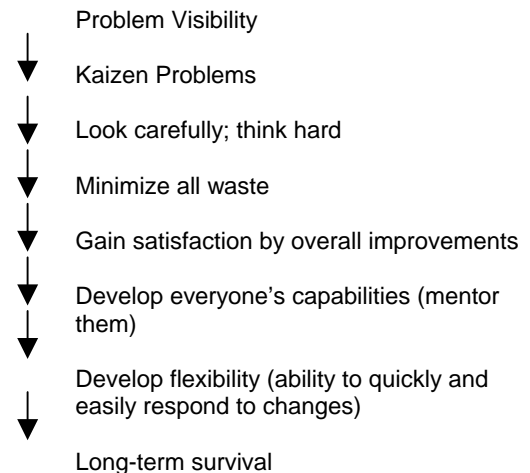 Problem Visibility
Kaizen Problems
Look carefully; think hard
Minimize all waste
Gain satisfaction by overall improvements
Develop everyone’s capabilities (mentor
them)
Develop flexibility (ability to quickly and
easily respond to changes)
Long-term survival